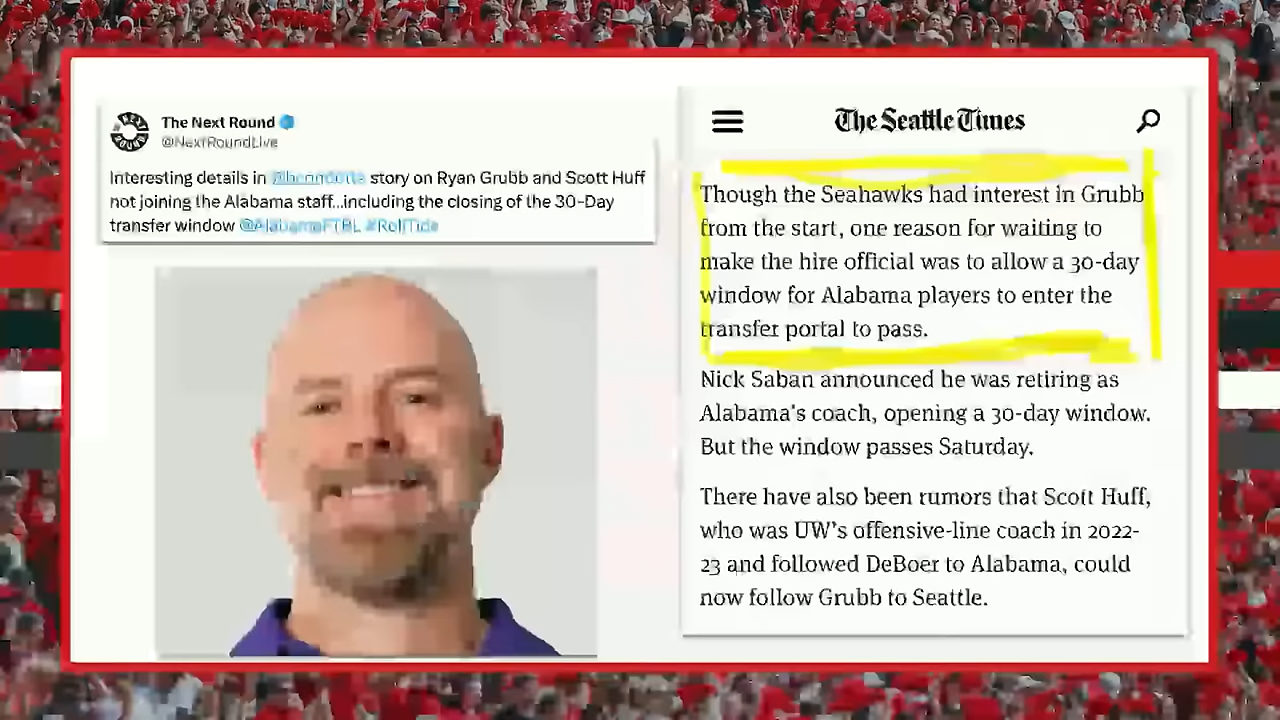 The Next Round
@NextRoundLive
Interesting details in story on Ryan Grubb and Scott Huff
not joining the Alabama staff...including the closing of the 30-Day
transfer window @AlabamaFTBL #RollTide
The Seattle Times
Though the Seahawks had interest in Grubb
from the start, one reason for waiting to
make the hire official was to allow a 30-day
window for Alabama players to enter the
transfer portal to pass.
Nick Saban announced he was retiring as
Alabama's coach, opening a 30-day window.
But the window passes Saturday.
There have also been rumors that Scott Huff,
who was UW's offensive-line coach in 2022-
23 and followed DeBoer to Alabama, could
now follow Grubb to Seattle.